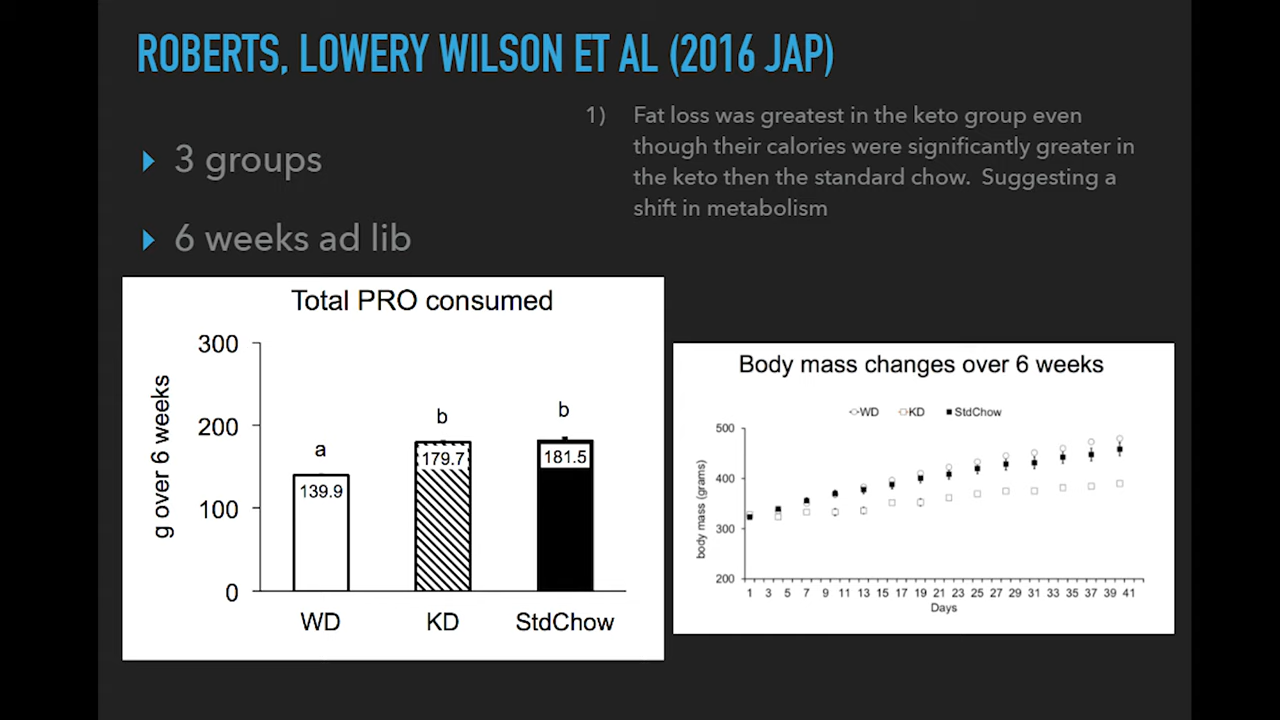 ROBERTS, LOWERY WILSON ET AL (2016 JAP)
3 groups
6 weeks ad lib
1) Fat loss was greatest in the keto group even
though their calories were significantly greater in
the keto then the standard chow. Suggesting a
shift in metabolism
Total PRO consumed
g over 6 weeks
300
200
100
0
a
b
b
139.9
179.7
181.5
WD KD StdChow
Body mass changes over 6 weeks
WD KD StdChow
body mass (grams)
500
400
300
200
1 3 5 7 9 11 13 15 17 19 21 23 25 27 29 31 33 35 37 39 41
Days